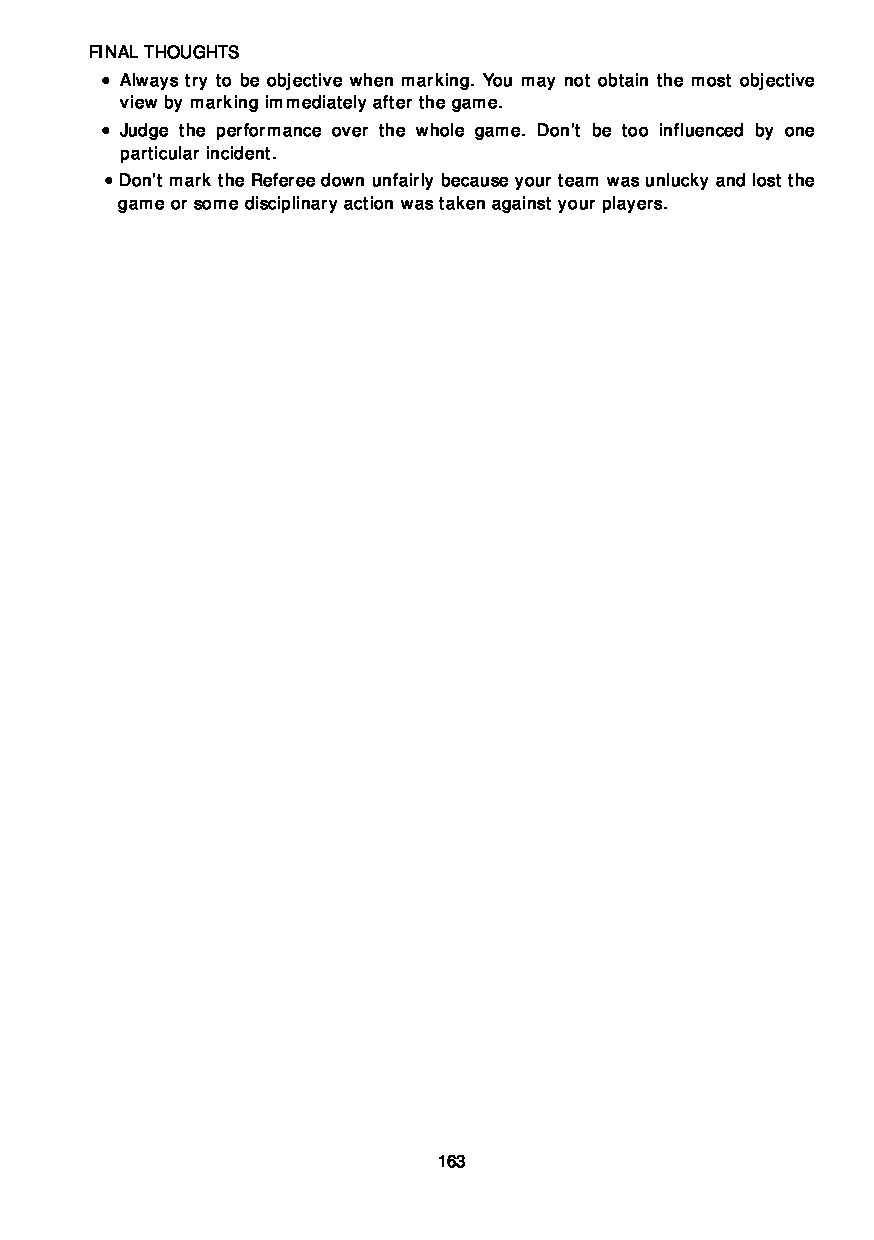 FINAL THOUGHTS
• Always try to be objective when marking. You may not obtain the most objective
view by marking immediately after the game.
• Judge the performance over the whole game. Don't be too influenced by one
particular incident.
• Don't mark the Referee down unfairly because your team was unlucky and lost the
game or some disciplinary action was taken against your players.
163